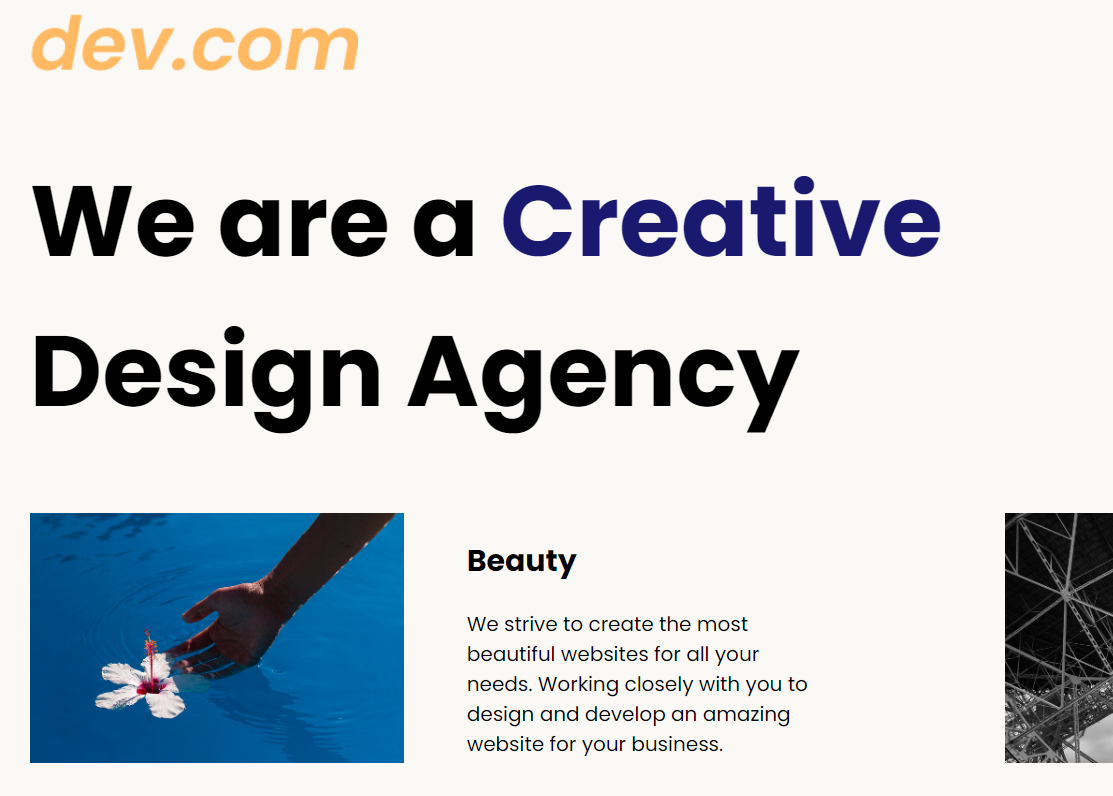 dev.com
We are a Creative
Design Agency
Beauty
We strive to create the most
beautiful websites for all your
needs. Working closely with you to
design and develop an amazing
website for your business.